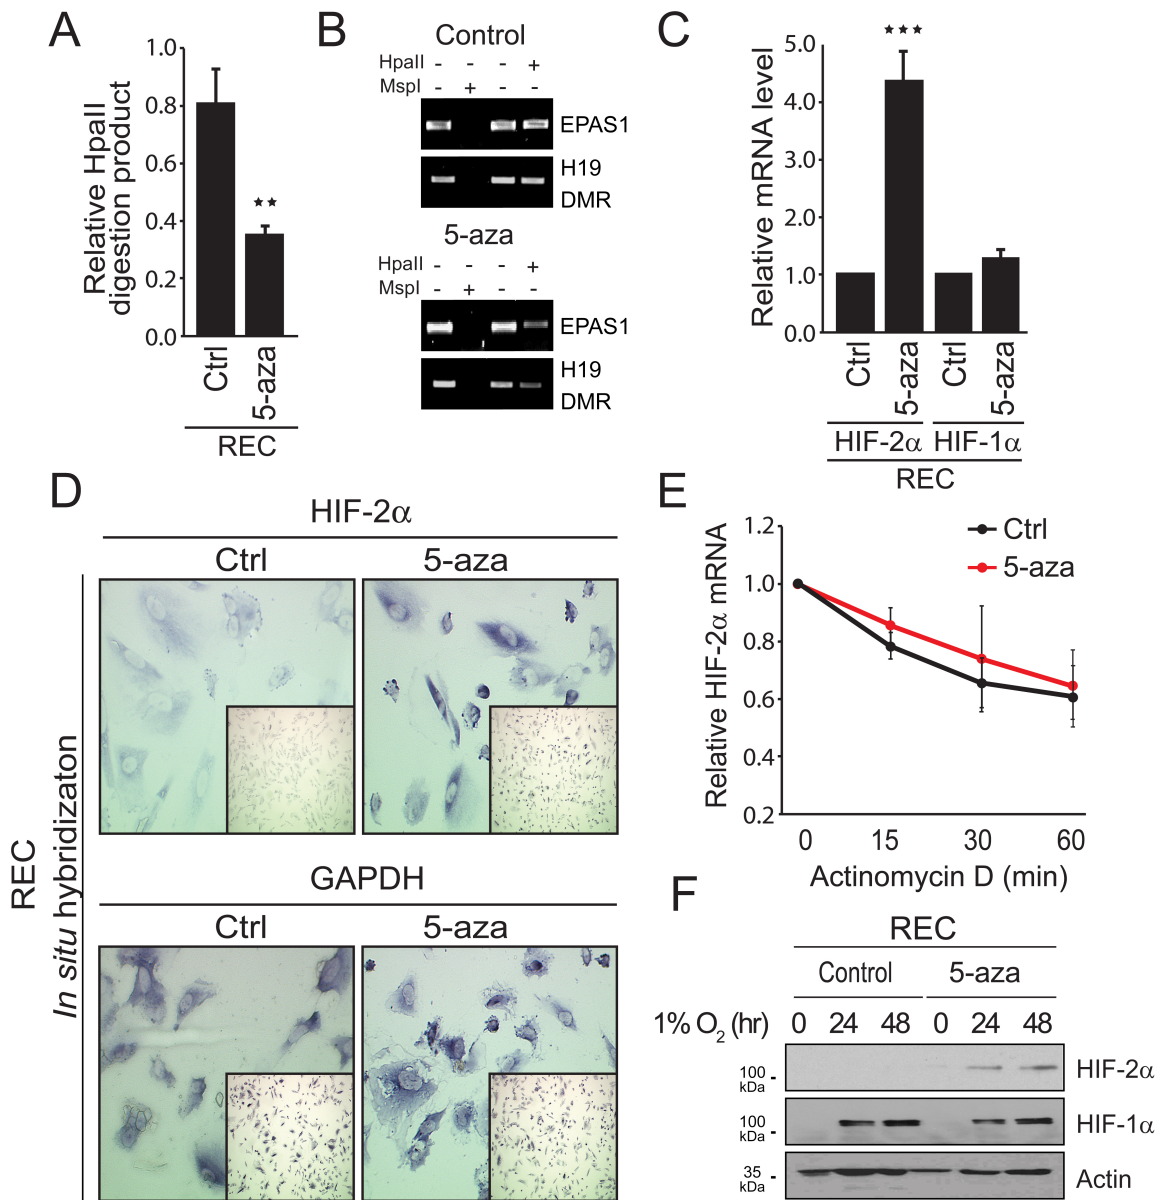 A
Relative HpaII
digestion product
1.0
0.8
0.6
0.4
0.2
0.0
★★
Ctrl
5-aza
REC
B
Control
HpaII - - - +
MspI - + - -
EPAS1
H19
DMR
5-aza
HpaII - - - +
MspI - + - -
EPAS1
H19
DMR
C
Relative mRNA level
5.0
4.0
3.0
2.0
1.0
0.0
★★★
Ctrl
5-aza
Ctrl
5-aza
HIF-2α HIF-1α
REC
D
HIF-2α
Ctrl 5-aza
REC
In situ hybridizaton
GAPDH
Ctrl 5-aza
E
Relative HIF-2α mRNA
1.2
1.0
0.8
0.6
0.4
0.2
Ctrl
5-aza
0 15 30 60
Actinomycin D (min)
F
REC
Control 5-aza
1% O2 (hr) 0 24 48 0 24 48
100
kDa
HIF-2α
100
kDa
HIF-1α
35
kDa
Actin